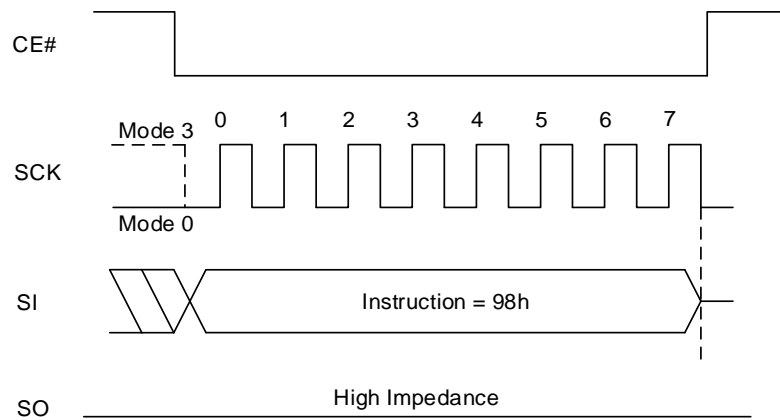 CE#
Mode 3
0 1 2 3 4 5 6 7
SCK
Mode 0
SI
Instruction = 98h
High Impedance
SO